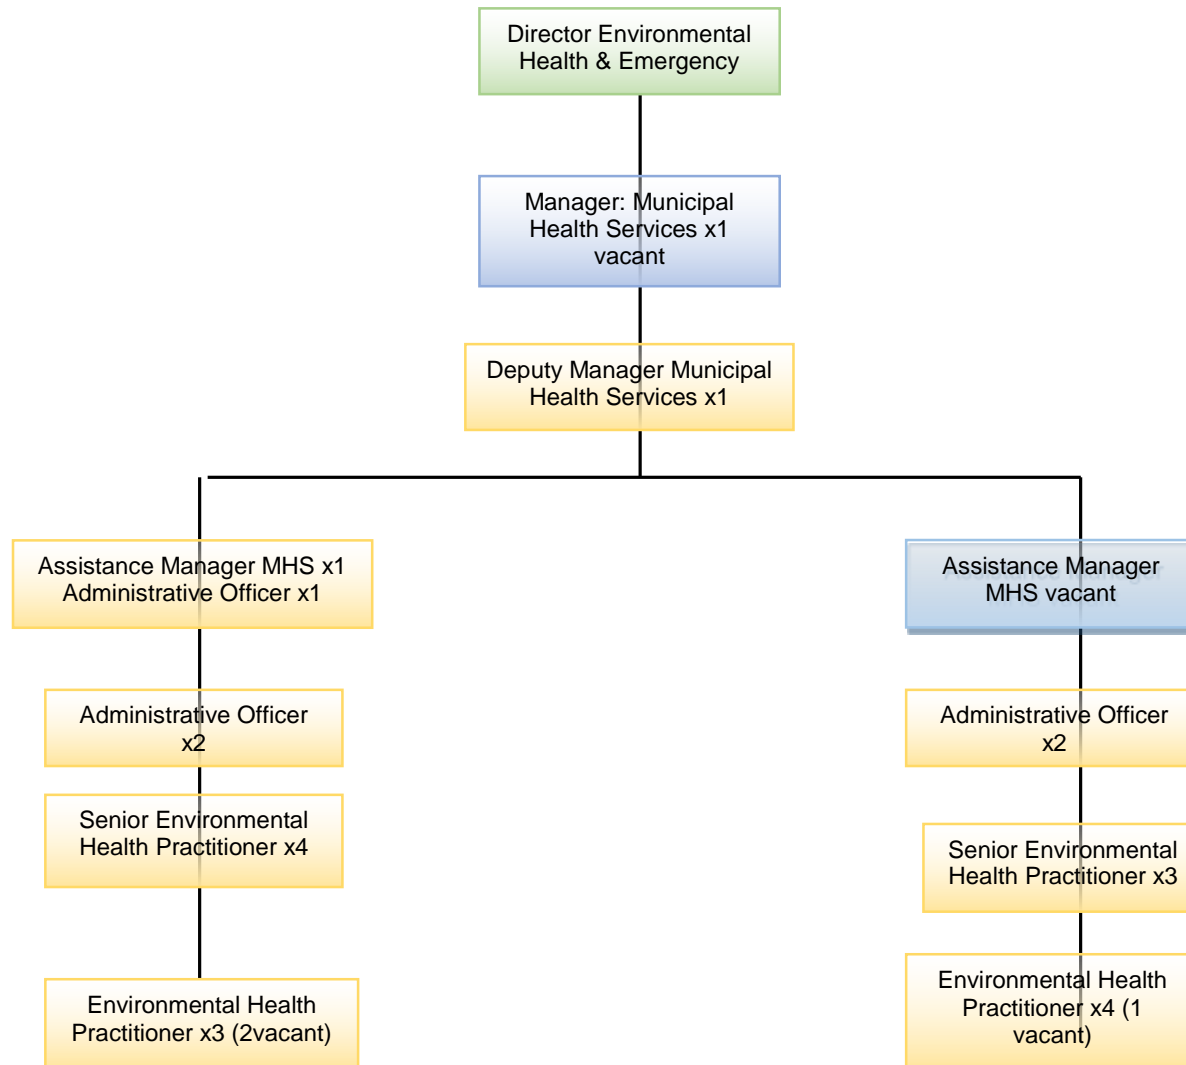 Director Environmental
Health & Emergency
Manager: Municipal
Health Services x1
vacant
Deputy Manager Municipal
Health Services x1
Assistance Manager MHS x1
Administrative Officer x1
Assistance Manager
MHS vacant
Administrative Officer
x2
Administrative Officer
x2
Senior Environmental
Health Practitioner x4
Senior Environmental
Health Practitioner x3
Environmental Health
Practitioner x3 (2vacant)
Environmental Health
Practitioner x4 (1
vacant)